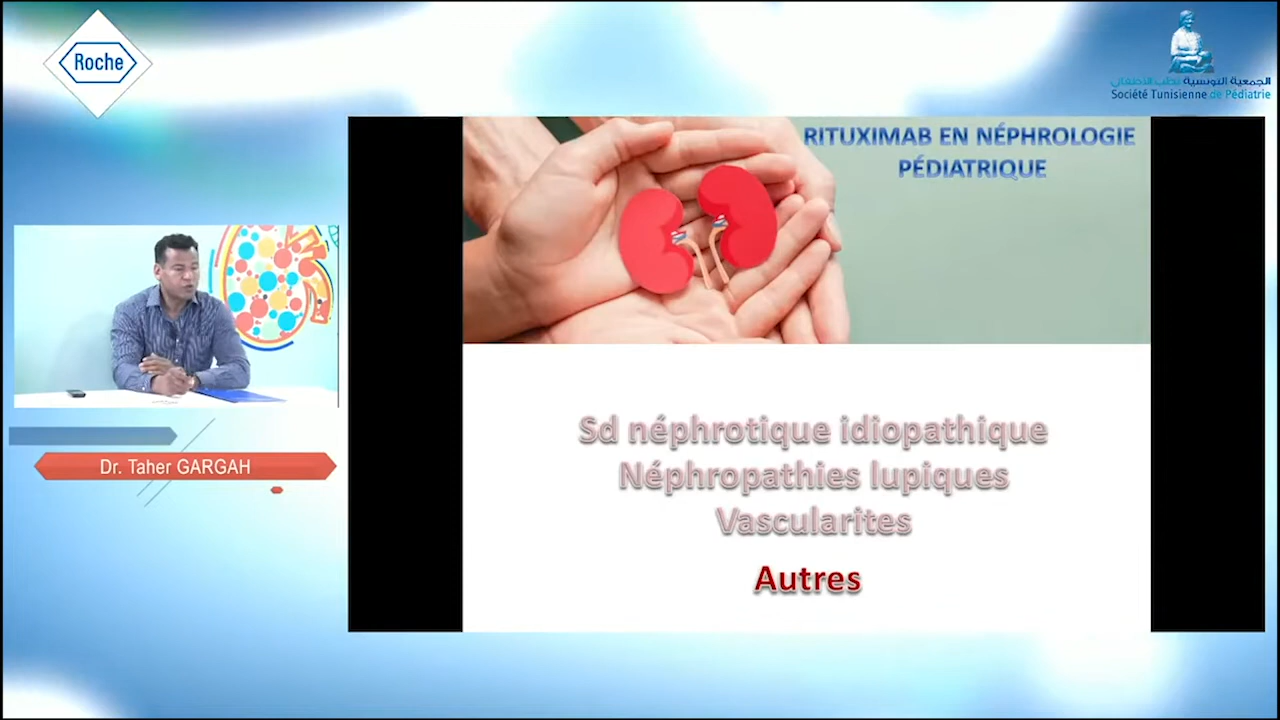 Roche
الجمعية التونسية لطب الأطفال
Société Tunisienne de Pédiatrie
RITUXIMAB EN NÉPHROLOGIE
PÉDIATRIQUE
Dr. Taher GARGAH
Sd néphrotique idiopathique
Néphropathies lupiques
Vascularites
Autres